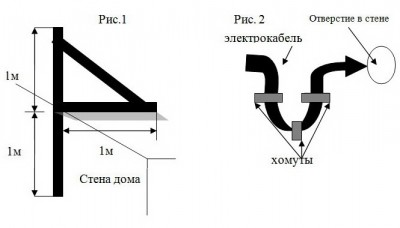 Рис.1
1м
1м
1м
Стена дома
Рис. 2
электрокабель
Отверстие в стене
хомуты